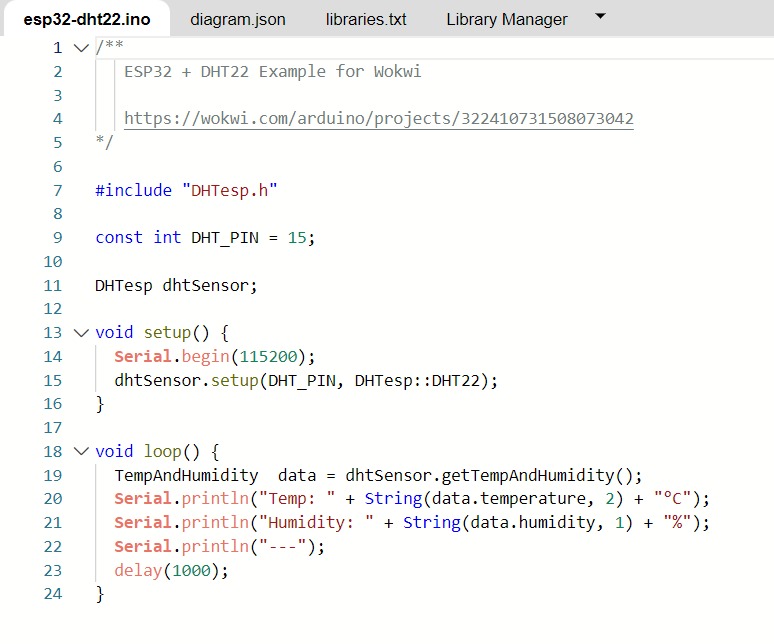 esp32-dht22.ino diagram.json libraries.txt Library Manager
1 /**
2 ESP32 + DHT22 Example for Wokwi
3
4 https://wokwi.com/arduino/projects/322410731508073042
5 */
6
7 #include "DHTesp.h"
8
9 const int DHT_PIN = 15;
10
11 DHTesp dhtSensor;
12
13 void setup() {
14 Serial.begin(115200);
15 dhtSensor.setup(DHT_PIN, DHTesp::DHT22);
16 }
17
18 void loop() {
19 TempAndHumidity  data = dhtSensor.getTempAndHumidity();
20 Serial.println("Temp: " + String(data.temperature, 2) + "°C");
21 Serial.println("Humidity: " + String(data.humidity, 1) + "%");
22 Serial.println("---");
23 delay(1000);
24 }